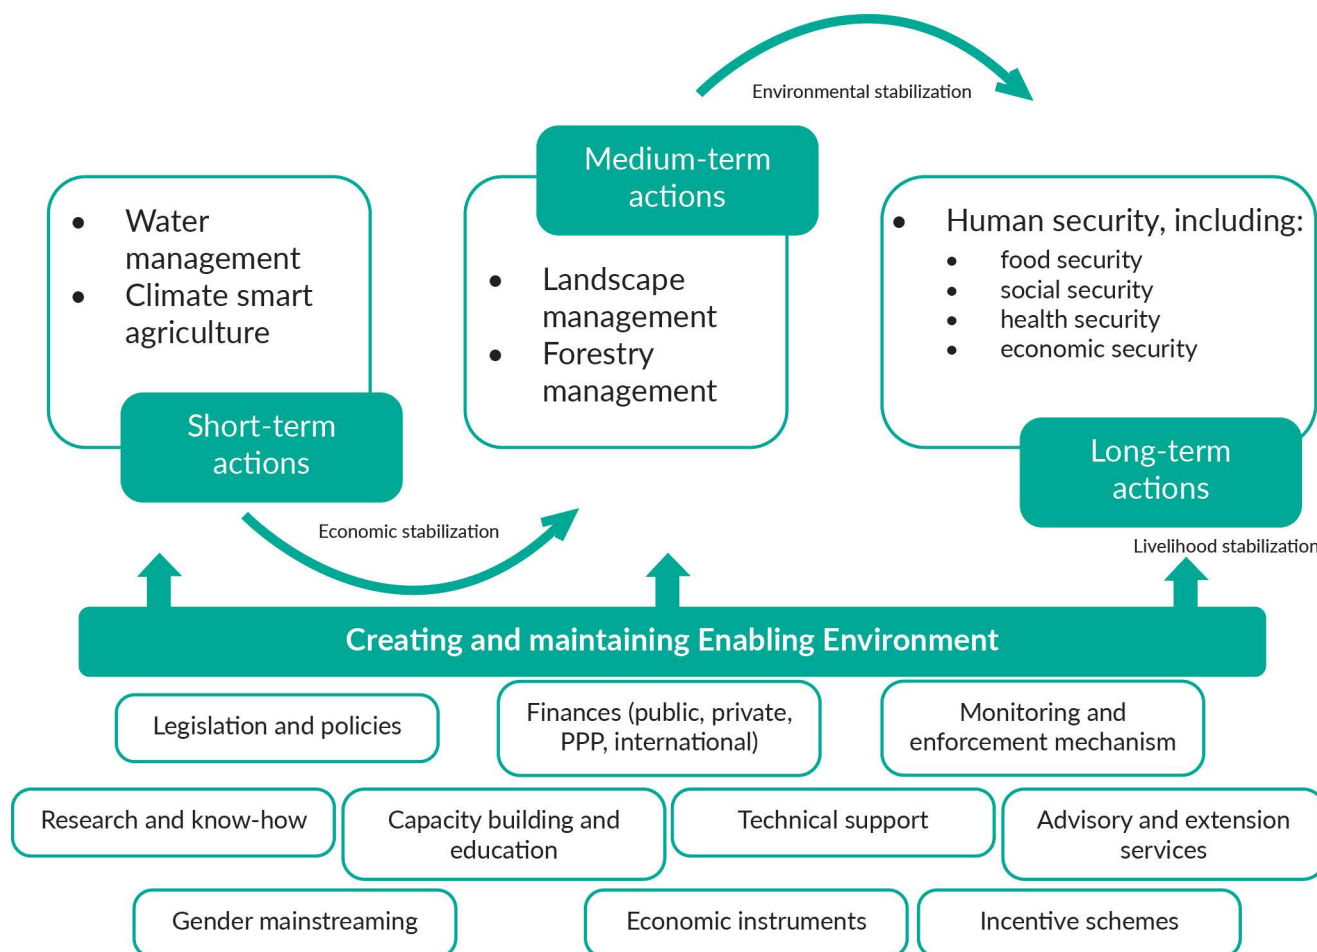 Environmental stabilization
Medium-term
actions
• Water
management
• Climate smart
agriculture
Short-term
actions
• Landscape
management
• Forestry
management
• Human security, including:
• food security
• social security
• health security
• economic security
Long-term
actions
Economic stabilization
Livelihood stabilization
Creating and maintaining Enabling Environment
Legislation and policies
Finances (public, private,
PPP, international)
Monitoring and
enforcement mechanism
Research and know-how
Capacity building and
education
Technical support
Advisory and extension
services
Gender mainstreaming
Economic instruments
Incentive schemes